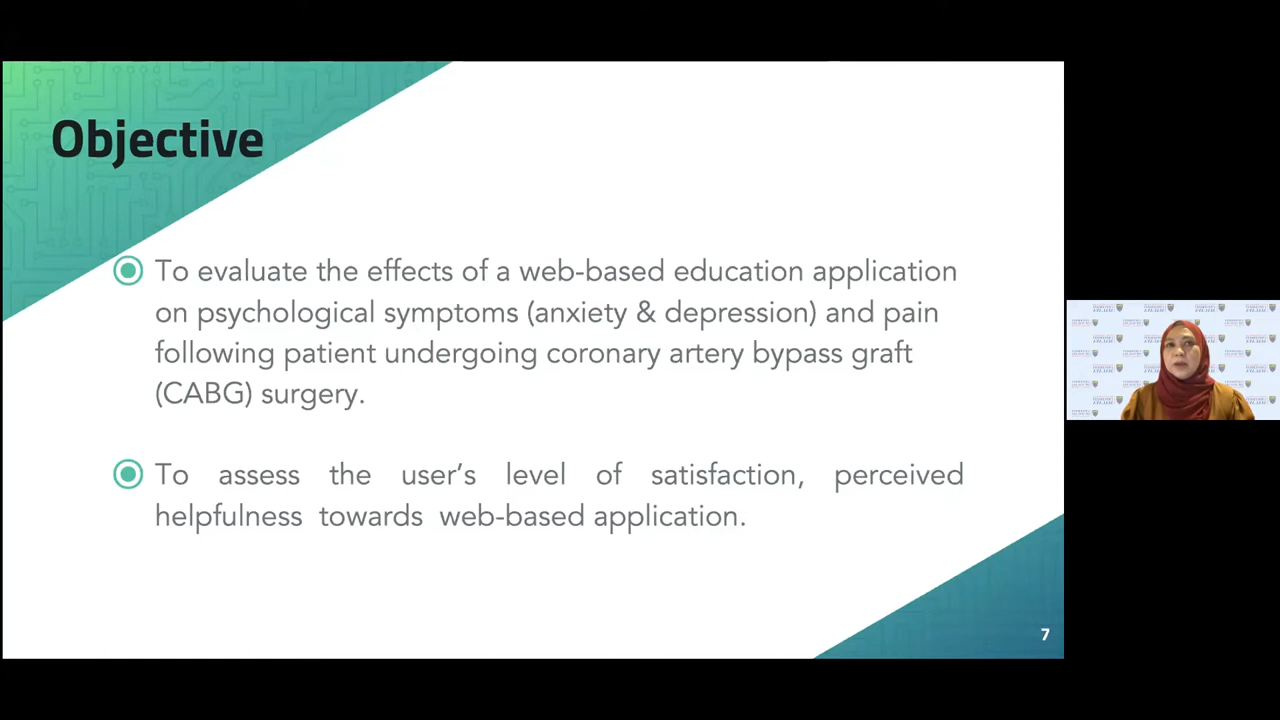 Objective
To evaluate the effects of a web-based education application
on psychological symptoms (anxiety & depression) and pain
following patient undergoing coronary artery bypass graft
(CABG) surgery.
To assess the user's level of satisfaction, perceived
helpfulness towards web-based application.
7